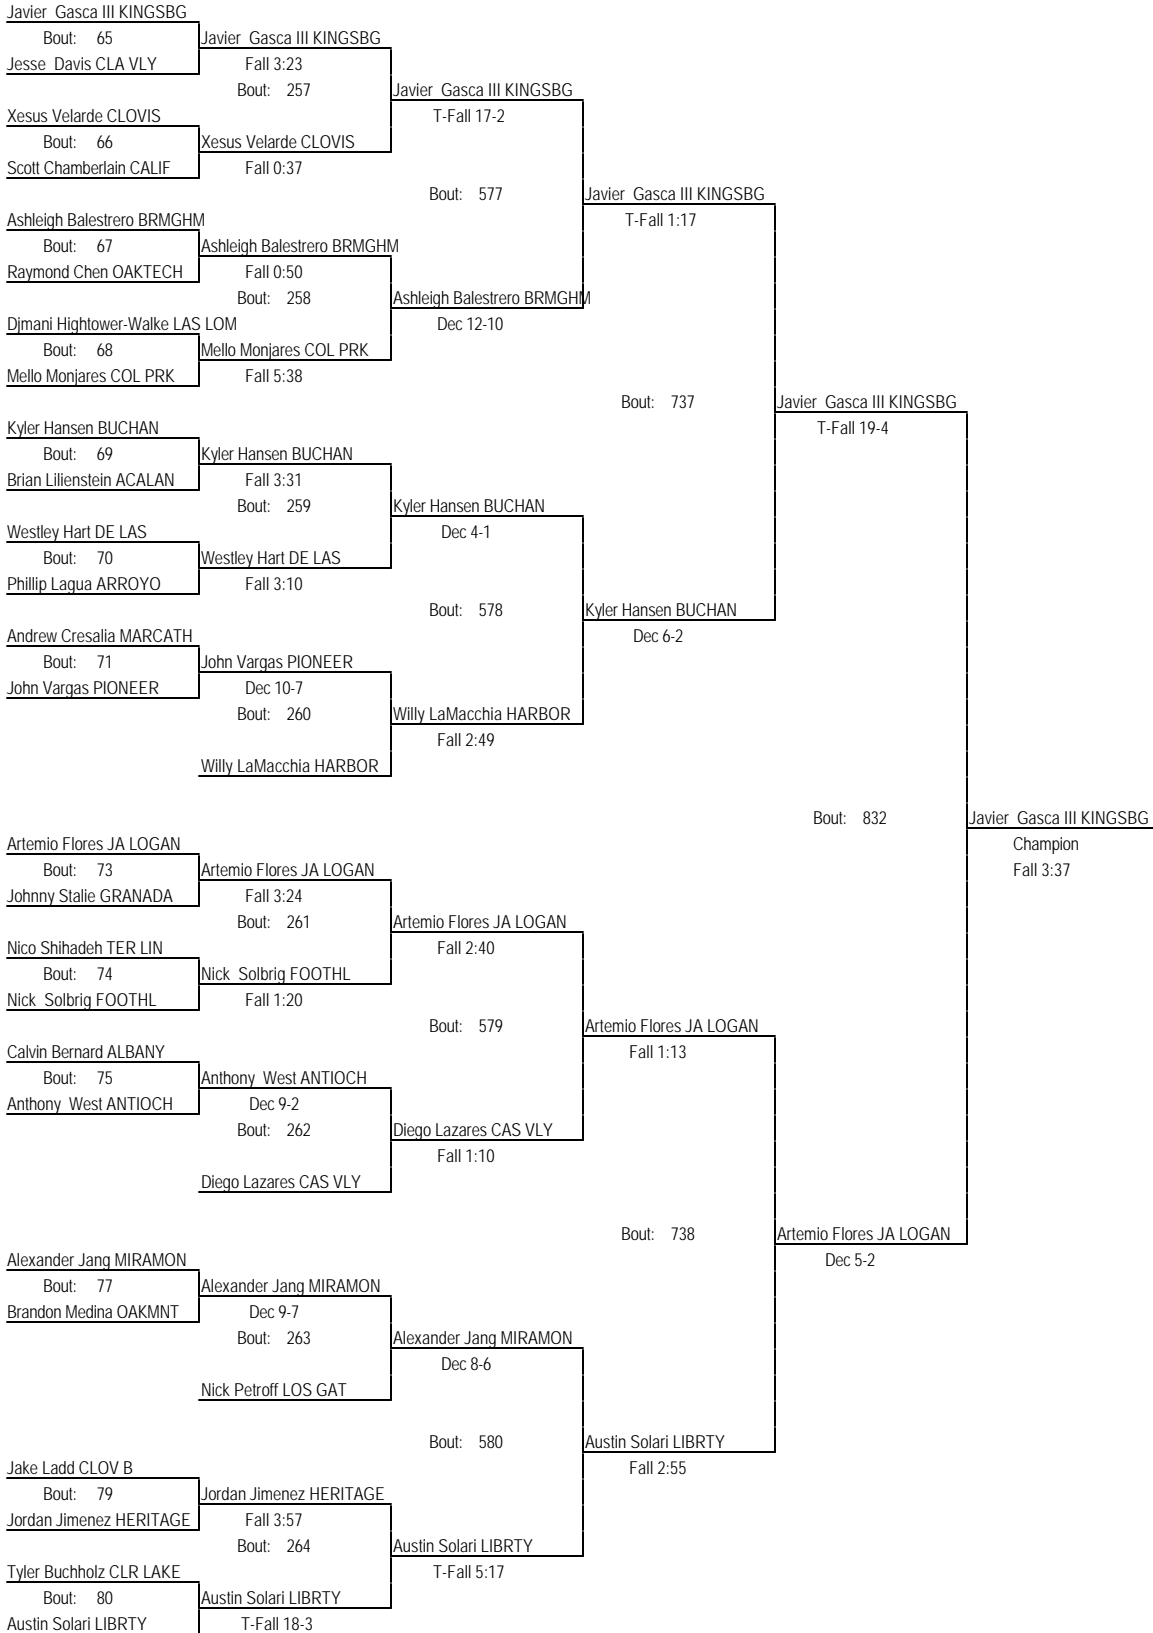 Javier  Gasca III KINGSBG
Bout: 65 Javier  Gasca III KINGSBG
Jesse  Davis CLA VLY Fall 3:23
Bout: 257 Javier  Gasca III KINGSBG
Xesus Velarde CLOVIS T-Fall 17-2
Bout: 66 Xesus Velarde CLOVIS
Scott Chamberlain CALIF Fall 0:37
Bout: 577 Javier  Gasca III KINGSBG
Ashleigh Balestrero BRMGHM T-Fall 1:17
Bout: 67 Ashleigh Balestrero BRMGHM
Raymond Chen OAKTECH Fall 0:50
Bout: 258 Ashleigh Balestrero BRMGHM
Djmani Hightower-Walke LAS LOM Dec 12-10
Bout: 68 Mello Monjares COL PRK
Mello Monjares COL PRK Fall 5:38
Bout: 737 Javier  Gasca III KINGSBG
Kyler Hansen BUCHAN T-Fall 19-4
Bout: 69 Kyler Hansen BUCHAN
Brian Lilienstein ACALAN Fall 3:31
Bout: 259 Kyler Hansen BUCHAN
Westley Hart DE LAS Dec 4-1
Bout: 70 Westley Hart DE LAS
Phillip Lagua ARROYO Fall 3:10
Bout: 578 Kyler Hansen BUCHAN
Andrew Cresalia MARCATH Dec 6-2
Bout: 71 John Vargas PIONEER
John Vargas PIONEER Dec 10-7
Bout: 260 Willy LaMacchia HARBOR
Fall 2:49
Willy LaMacchia HARBOR
Bout: 832 Javier  Gasca III KINGSBG
Artemio Flores JA LOGAN Champion
Bout: 73 Artemio Flores JA LOGAN Fall 3:37
Johnny Stalie GRANADA Fall 3:24
Bout: 261 Artemio Flores JA LOGAN
Nico Shihadeh TER LIN Fall 2:40
Bout: 74 Nick  Solbrig FOOTHL
Nick  Solbrig FOOTHL Fall 1:20
Bout: 579 Artemio Flores JA LOGAN
Calvin Bernard ALBANY Fall 1:13
Bout: 75 Anthony  West ANTIOCH
Anthony  West ANTIOCH Dec 9-2
Bout: 262 Diego Lazares CAS VLY
Fall 1:10
Diego Lazares CAS VLY
Bout: 738 Artemio Flores JA LOGAN
Alexander Jang MIRAMON Dec 5-2
Bout: 77 Alexander Jang MIRAMON
Brandon Medina OAKMNT Dec 9-7
Bout: 263 Alexander Jang MIRAMON
Dec 8-6
Nick Petroff LOS GAT
Bout: 580 Austin Solari LIBRTY
Jake Ladd CLOV B Fall 2:55
Bout: 79 Jordan Jimenez HERITAGE
Jordan Jimenez HERITAGE Fall 3:57
Bout: 264 Austin Solari LIBRTY
Tyler Buchholz CLR LAKE T-Fall 5:17
Bout: 80 Austin Solari LIBRTY
Austin Solari LIBRTY T-Fall 18-3